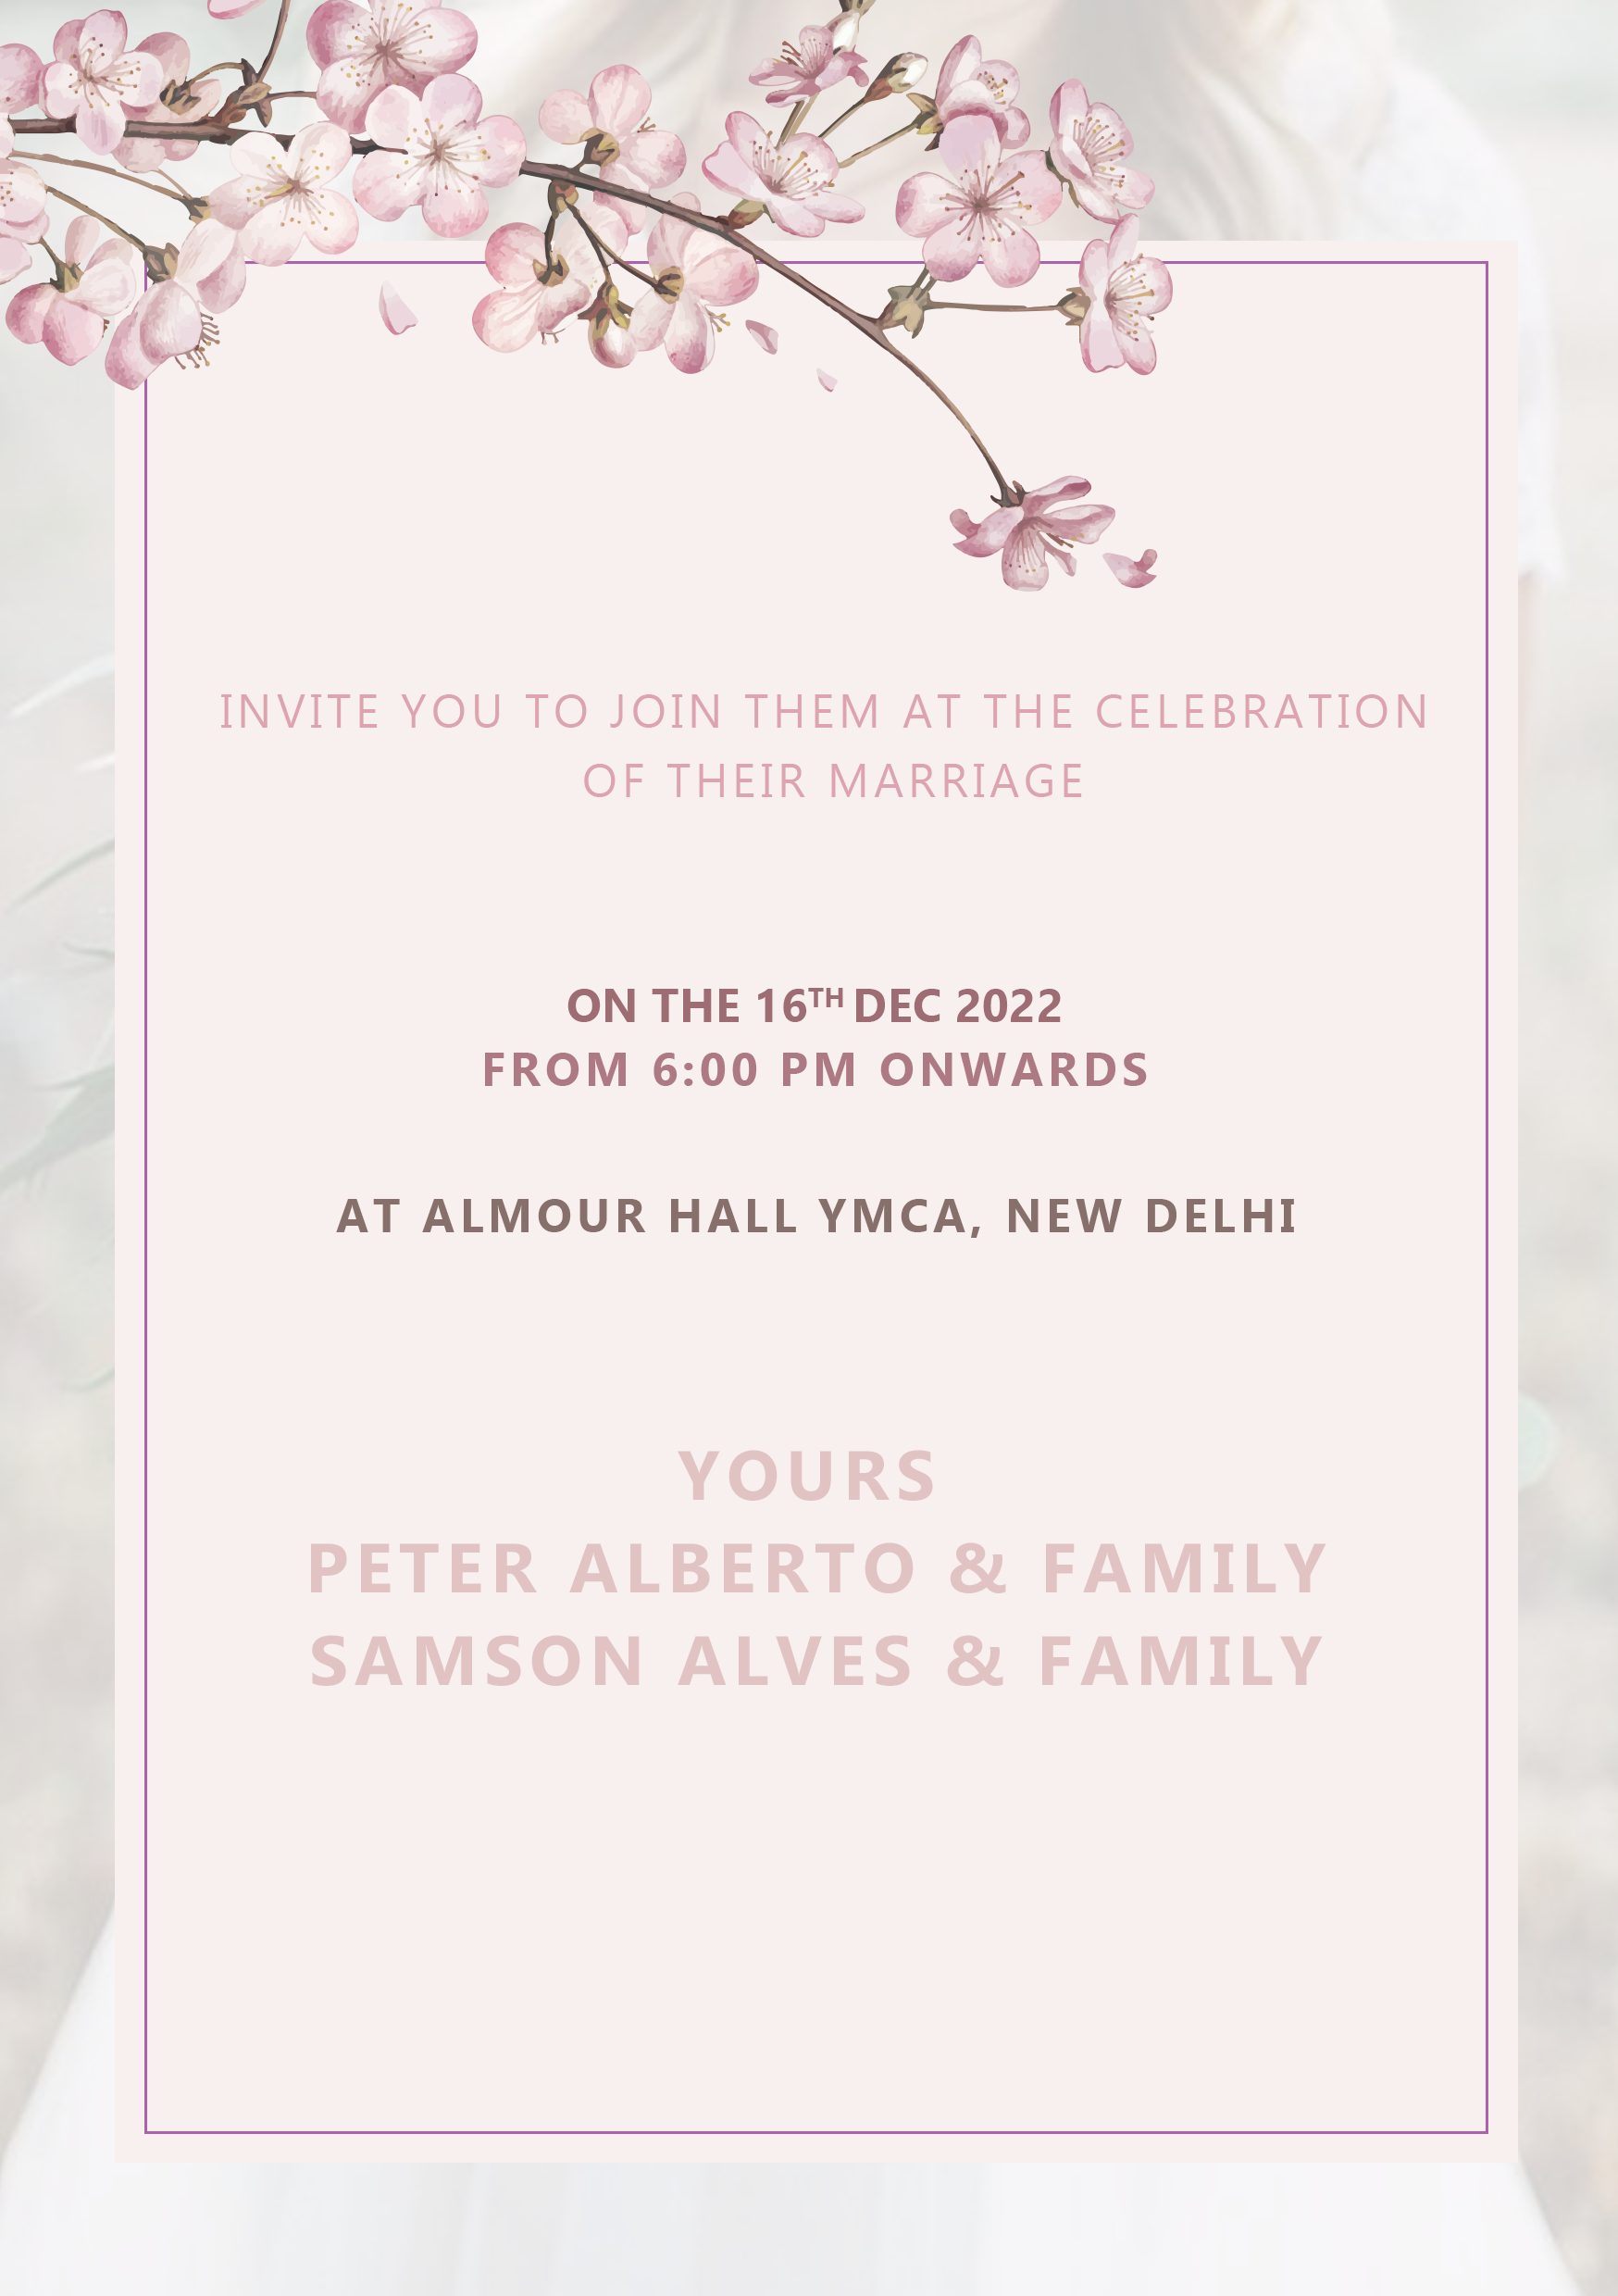 INVITE YOU TO JOIN THEM AT THE CELEBRATION
OF THEIR MARRIAGE
ON THE 16TH DEC 2022
FROM 6:00 PM ONWARDS
AT ALMOUR HALL YMCA, NEW DELHI
YOURS
PETER ALBERTO & FAMILY
SAMSON ALVES & FAMILY